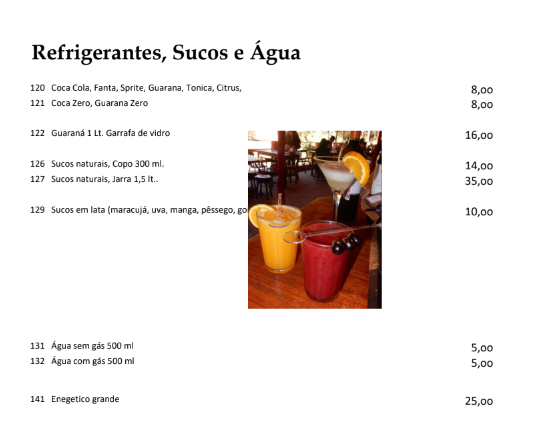 Refrigerantes, Sucos e Água
120 Coca Cola, Fanta, Sprite, Guarana, Tonica, Citrus, 8,00
121 Coca Zero, Guarana Zero 8,00
122 Guaraná 1 Lt. Garrafa de vidro 16,00
126 Sucos naturais, Copo 300 ml. 14,00
127 Sucos naturais, Jarra 1,5 lt.. 35,00
129 Sucos em lata (maracujá, uva, manga, pêssego, 10,00
131 Água sem gás 500 ml 5,00
132 Água com gás 500 ml 5,00
141 Enegetico grande 25,00